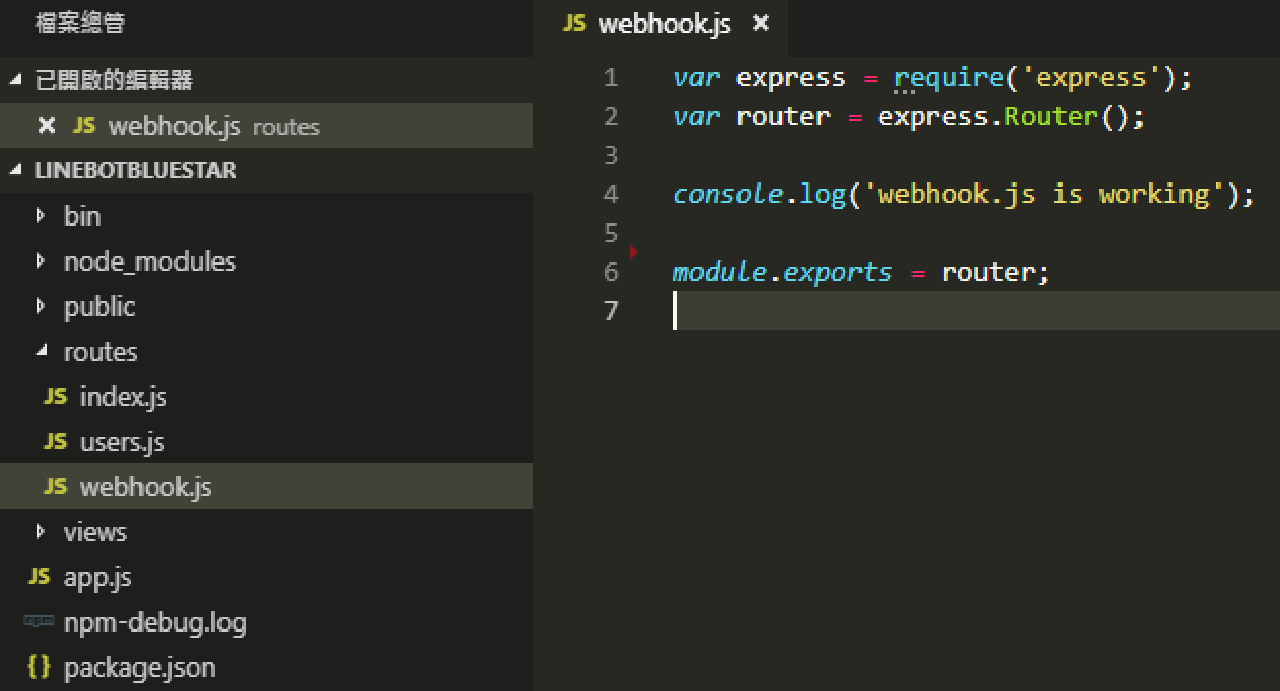 檔案總管
已開啟的編輯器
JS webhook.js routes
LINEBOTBLUESTAR
bin
node_modules
public
routes
JS index.js
JS users.js
JS webhook.js
views
JS app.js
npm-debug.log
{} package.json
JS webhook.js
1 var express = require('express');
2 var router = express.Router();
3
4 console.log('webhook.js is working');
5
6 module.exports = router;
7